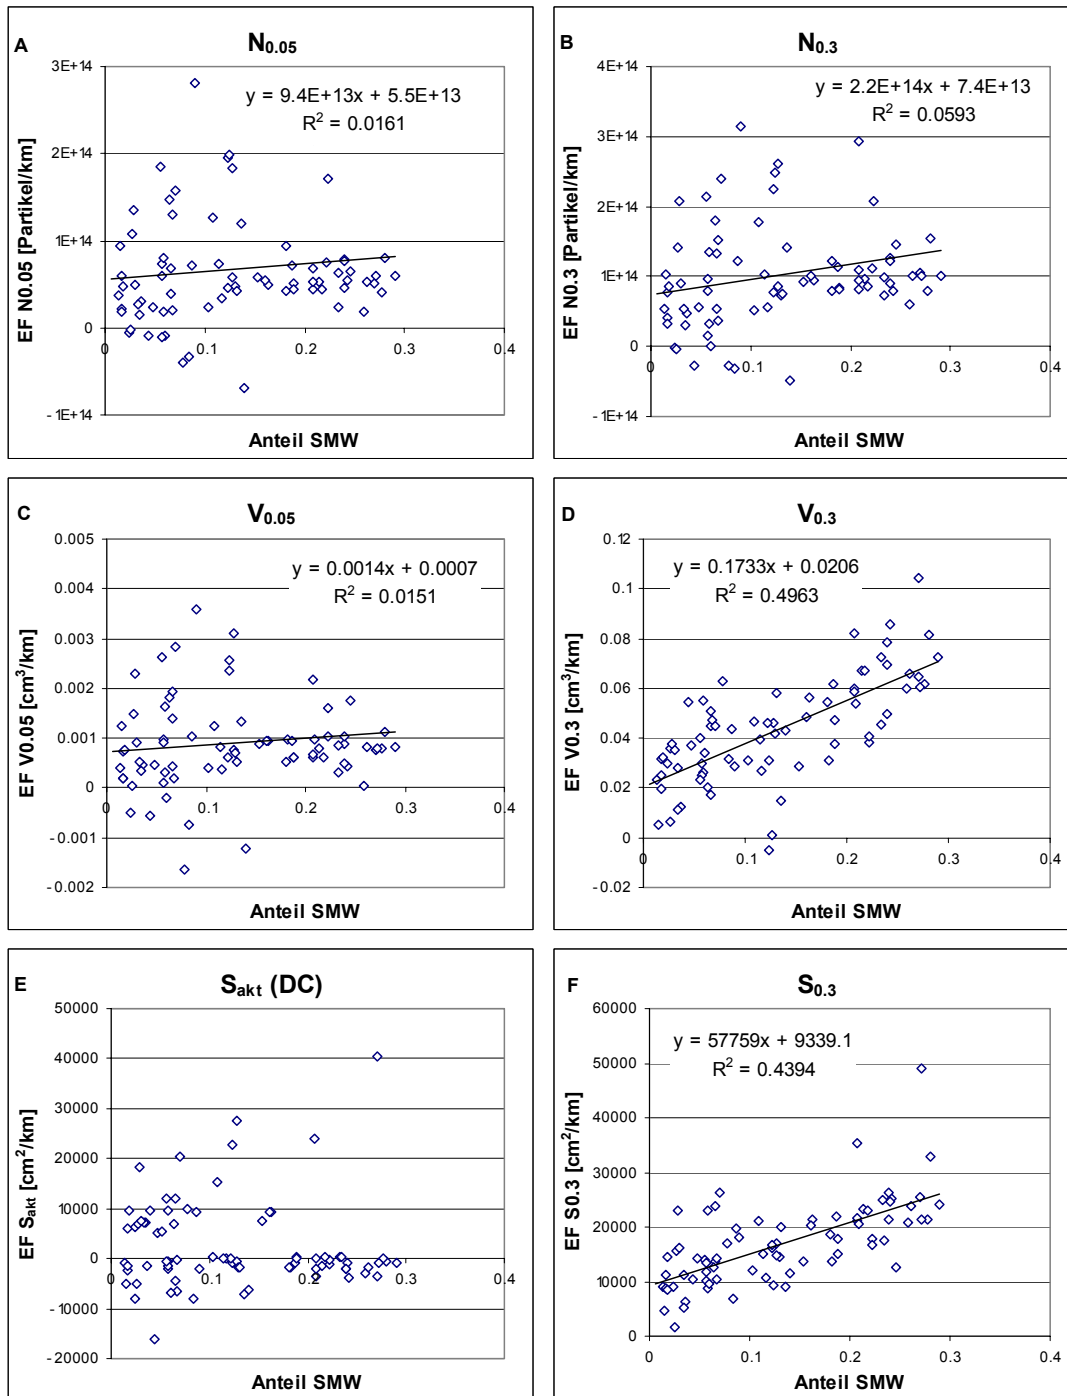 A
N0.05
EF N0.05 [Partikel/km]
3E+14
2E+14
1E+14
0
-1E+14
y = 9.4E+13x + 5.5E+13
R² = 0.0161
0 0.1 0.2 0.3 0.4
Anteil SMW
B
N0.3
EF N0.3 [Partikel/km]
4E+14
3E+14
2E+14
1E+14
0
-1E+14
y = 2.2E+14x + 7.4E+13
R² = 0.0593
0 0.1 0.2 0.3 0.4
Anteil SMW
C
V0.05
EF V0.05 [cm³/km]
0.005
0.004
0.003
0.002
0.001
0
-0.001
-0.002
y = 0.0014x + 0.0007
R² = 0.0151
0 0.1 0.2 0.3 0.4
Anteil SMW
D
V0.3
EF V0.3 [cm³/km]
0.12
0.1
0.08
0.06
0.04
0.02
0
-0.02
y = 0.1733x + 0.0206
R² = 0.4963
0 0.1 0.2 0.3 0.4
Anteil SMW
E
Sakt (DC)
EF Sakt [cm²/km]
50000
40000
30000
20000
10000
0
-10000
-20000
0 0.1 0.2 0.3 0.4
Anteil SMW
F
S0.3
EF S0.3 [cm²/km]
60000
50000
40000
30000
20000
10000
0
y = 57759x + 9339.1
R² = 0.4394
0 0.1 0.2 0.3 0.4
Anteil SMW